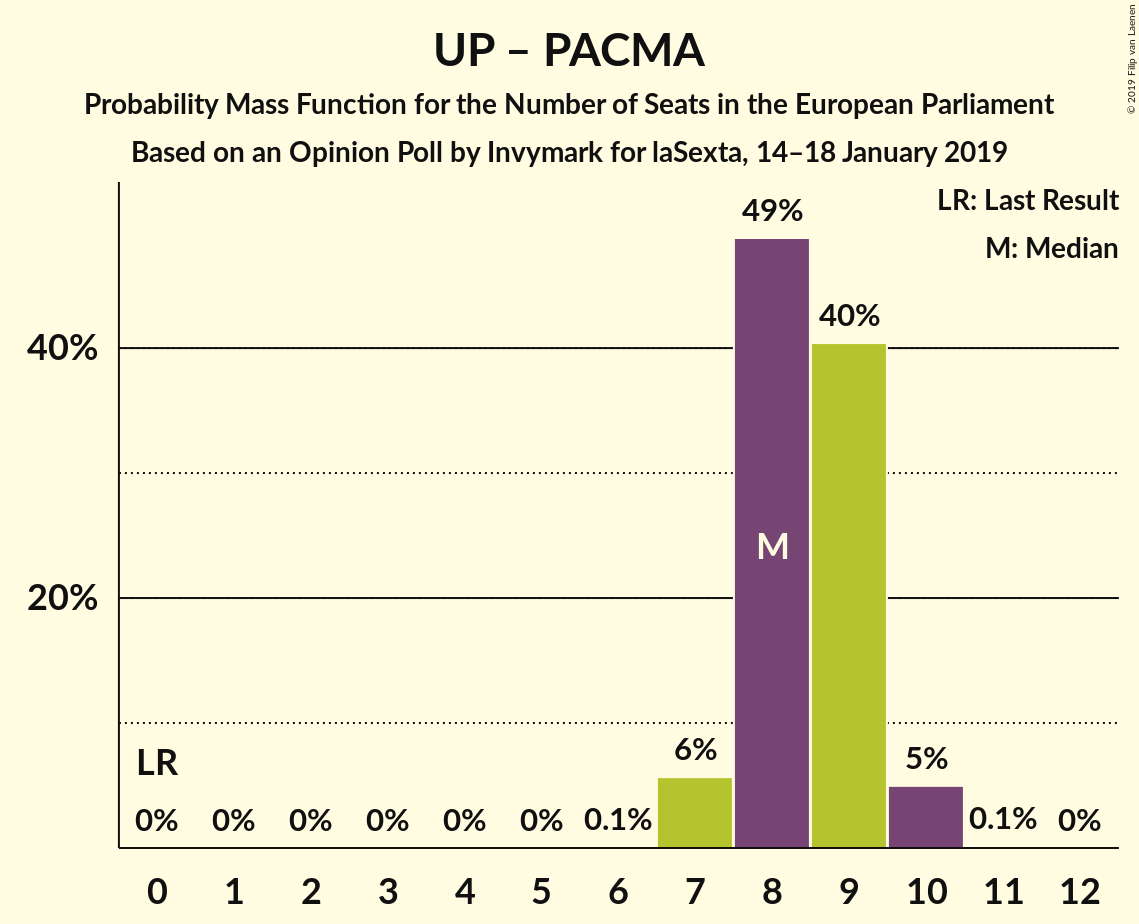 UP – PACMA
Probability Mass Function for the Number of Seats in the European Parliament
Based on an Opinion Poll by Invymark for laSexta, 14–18 January 2019
© 2019 Filip van Laenen
LR: Last Result
M: Median
49%
40%
40%
M
20%
LR
6%
5%
0% 0% 0% 0% 0% 0% 0.1% 0.1% 0%
0 1 2 3 4 5 6 7 8 9 10 11 12